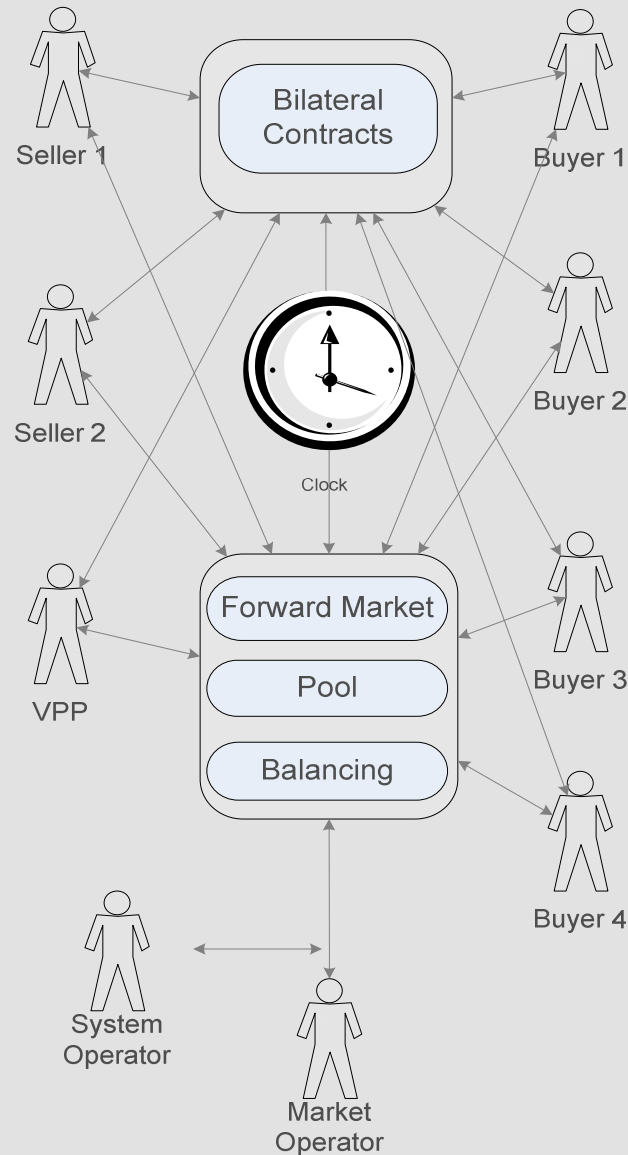 Bilateral
Contracts
Seller 1
Buyer 1
Seller 2
Buyer 2
Clock
Forward Market
Pool
Balancing
VPP
Buyer 3
Buyer 4
System
Operator
Market
Operator